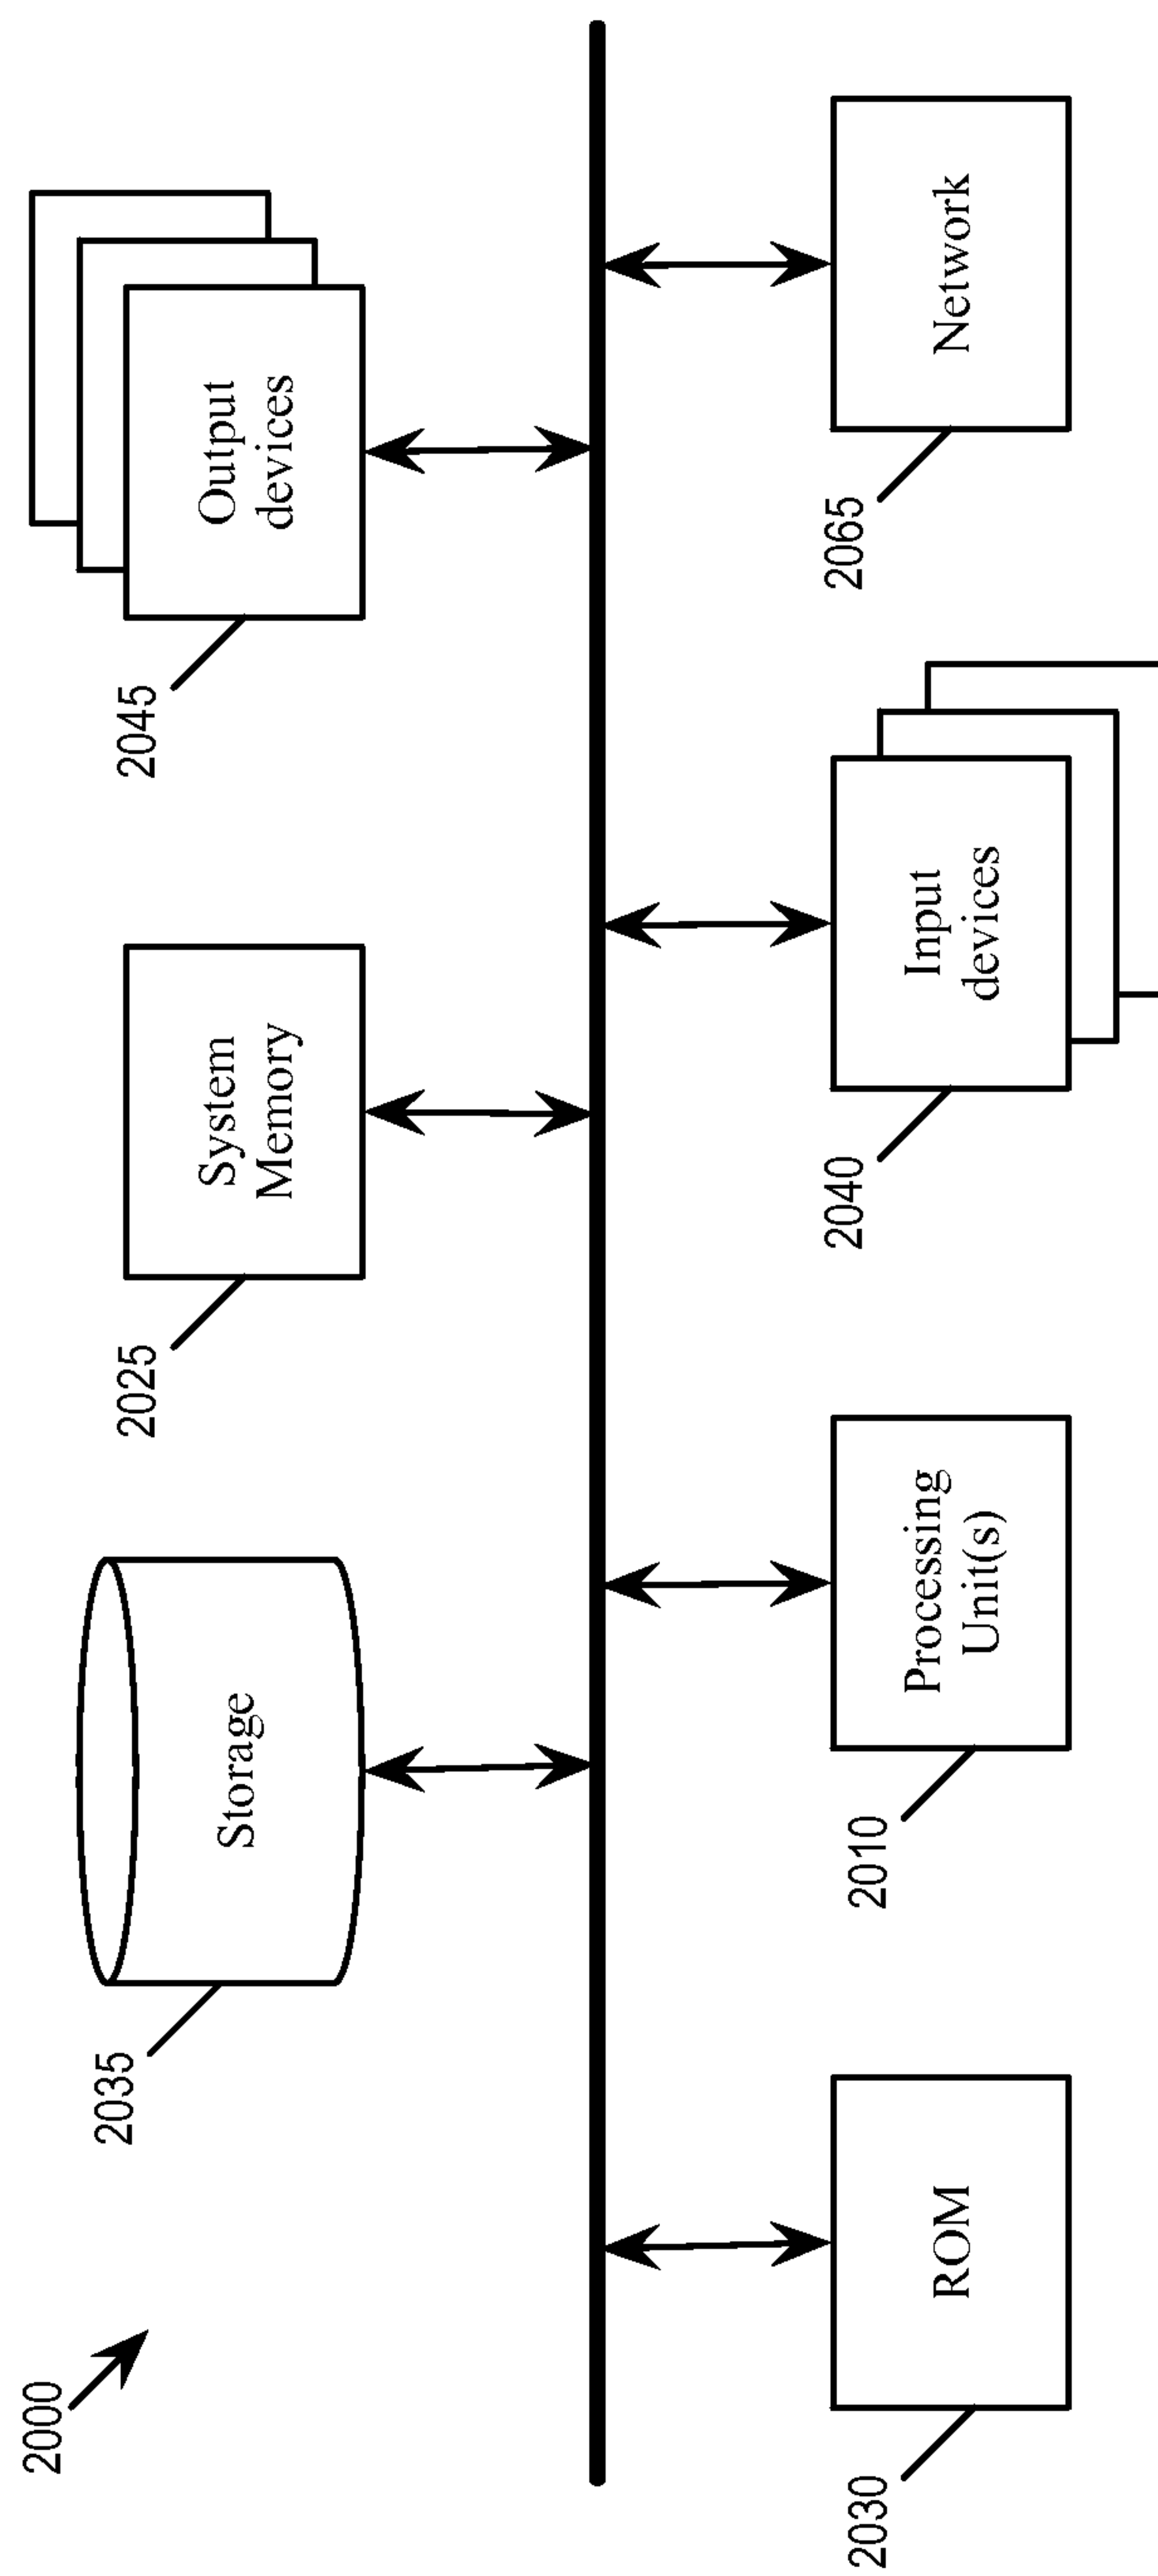 2000
2035
Storage
2025
System
Memory
2045
Output
devices
2030
ROM
2010
Processing
Unit(s)
2040
Input
devices
2065
Network